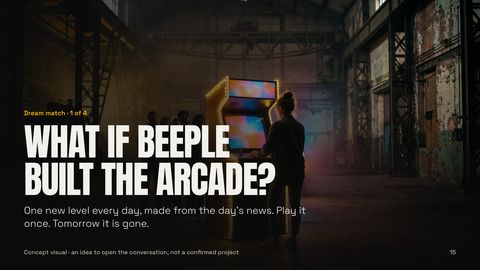 Dream match · 1 of 4
WHAT IF BEEPLE
BUILT THE ARCADE?
One new level every day, made from the day's news. Play it
once. Tomorrow it is gone.
Concept visual - an idea to open the conversation, not a confirmed project
15